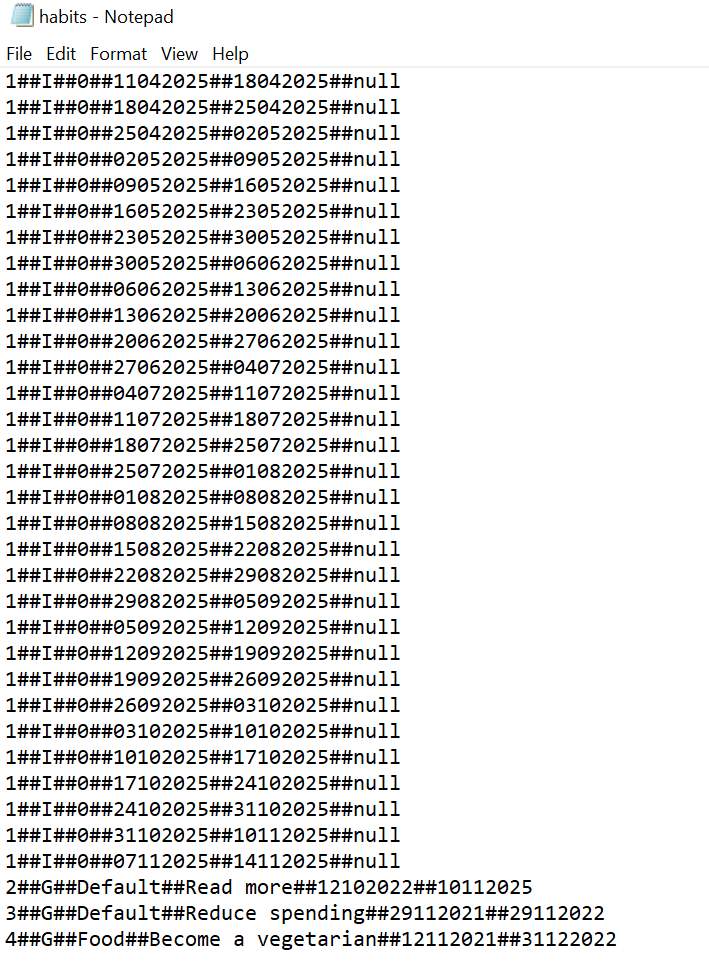 habits - Notepad
File Edit Format View Help
1##I##0##11042025##18042025##null
1##I##0##18042025##25042025##null
1##I##0##25042025##02052025##null
1##I##0##02052025##09052025##null
1##I##0##09052025##16052025##null
1##I##0##16052025##23052025##null
1##I##0##23052025##30052025##null
1##I##0##30052025##06062025##null
1##I##0##06062025##13062025##null
1##I##0##13062025##20062025##null
1##I##0##20062025##27062025##null
1##I##0##27062025##04072025##null
1##I##0##04072025##11072025##null
1##I##0##11072025##18072025##null
1##I##0##18072025##25072025##null
1##I##0##25072025##01082025##null
1##I##0##01082025##08082025##null
1##I##0##08082025##15082025##null
1##I##0##15082025##22082025##null
1##I##0##22082025##29082025##null
1##I##0##29082025##05092025##null
1##I##0##05092025##12092025##null
1##I##0##12092025##19092025##null
1##I##0##19092025##26092025##null
1##I##0##26092025##03102025##null
1##I##0##03102025##10102025##null
1##I##0##10102025##17102025##null
1##I##0##17102025##24102025##null
1##I##0##24102025##31102025##null
1##I##0##31102025##10112025##null
1##I##0##07112025##14112025##null
2##G##Default##Read more##12102022##10112025
3##G##Default##Reduce spending##29112021##29112022
4##G##Food##Become a vegetarian##12112021##31122022